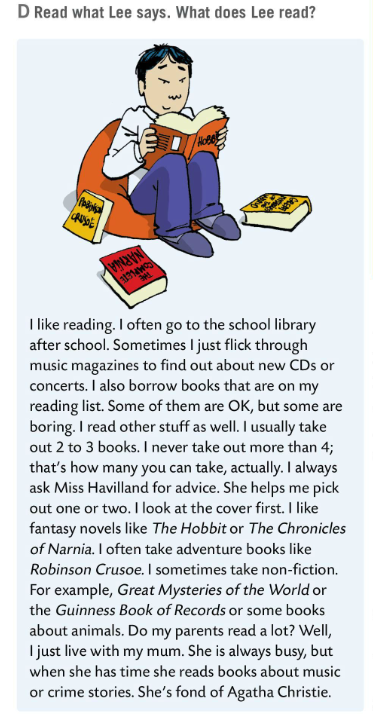 D Read what Lee says. What does Lee read?
HOBBI
ROBINSON
CRUSOE
THE
COMPLETE
NARNIA
I like reading. I often go to the school library
after school. Sometimes I just flick through
music magazines to find out about new CDs or
concerts. I also borrow books that are on my
reading list. Some of them are OK, but some are
boring. I read other stuff as well. I usually take
out 2 to 3 books. I never take out more than 4;
that's how many you can take, actually. I always
ask Miss Havilland for advice. She helps me pick
out one or two. I look at the cover first. I like
fantasy novels like The Hobbit or The Chronicles
of Narnia. I often take adventure books like
Robinson Crusoe. I sometimes take non-fiction.
For example, Great Mysteries of the World or
the Guinness Book of Records or some books
about animals. Do my parents read a lot? Well,
I just live with my mum. She is always busy, but
when she has time she reads books about music
or crime stories. She's fond of Agatha Christie.